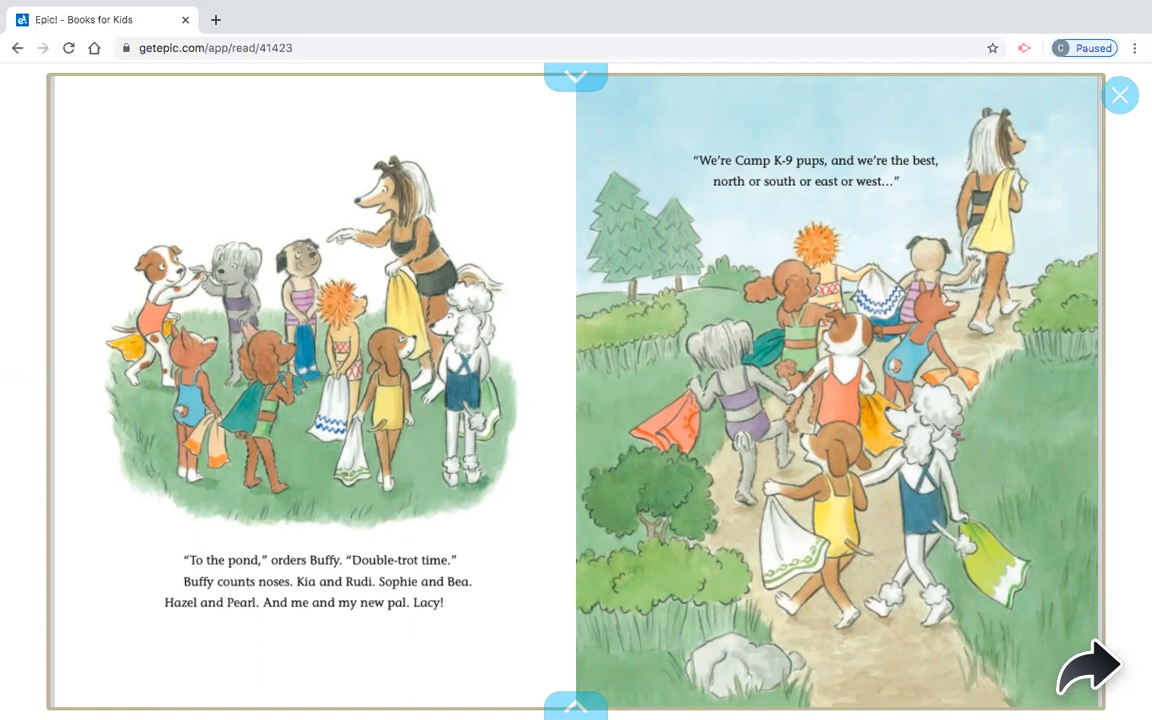 Epic! - Books for Kids
getepic.com/app/read/41423
C Paused
“To the pond,” orders Buffy. “Double-trot time.”
Buffy counts noses. Kia and Rudi. Sophie and Bea.
Hazel and Pearl. And me and my new pal. Lacy!
“We’re Camp K-9 pups, and we’re the best,
north or south or east or west...”